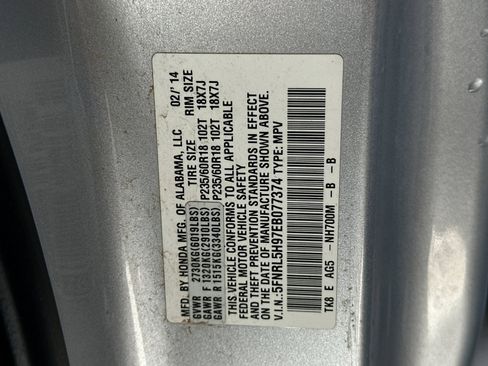 MFD. BY HONDA MFG. OF ALABAMA, LLC 02/'14
TIRE SIZE RIM SIZE
GVWR 2730KG(6019LBS)
GAWR F 1320KG(2910LBS) P235/60R18 102T 18X7J
GAWR R 1515KG(3340LBS) P235/60R18 102T 18X7J
THIS VEHICLE CONFORMS TO ALL APPLICABLE
FEDERAL MOTOR VEHICLE SAFETY
AND THEFT PREVENTION STANDARDS IN EFFECT
ON THE DATE OF MANUFACTURE SHOWN ABOVE.
V.I.N.: 5FNRL5H97EB077374 TYPE: MPV
TK8 E AG5 -NH700M - B - B